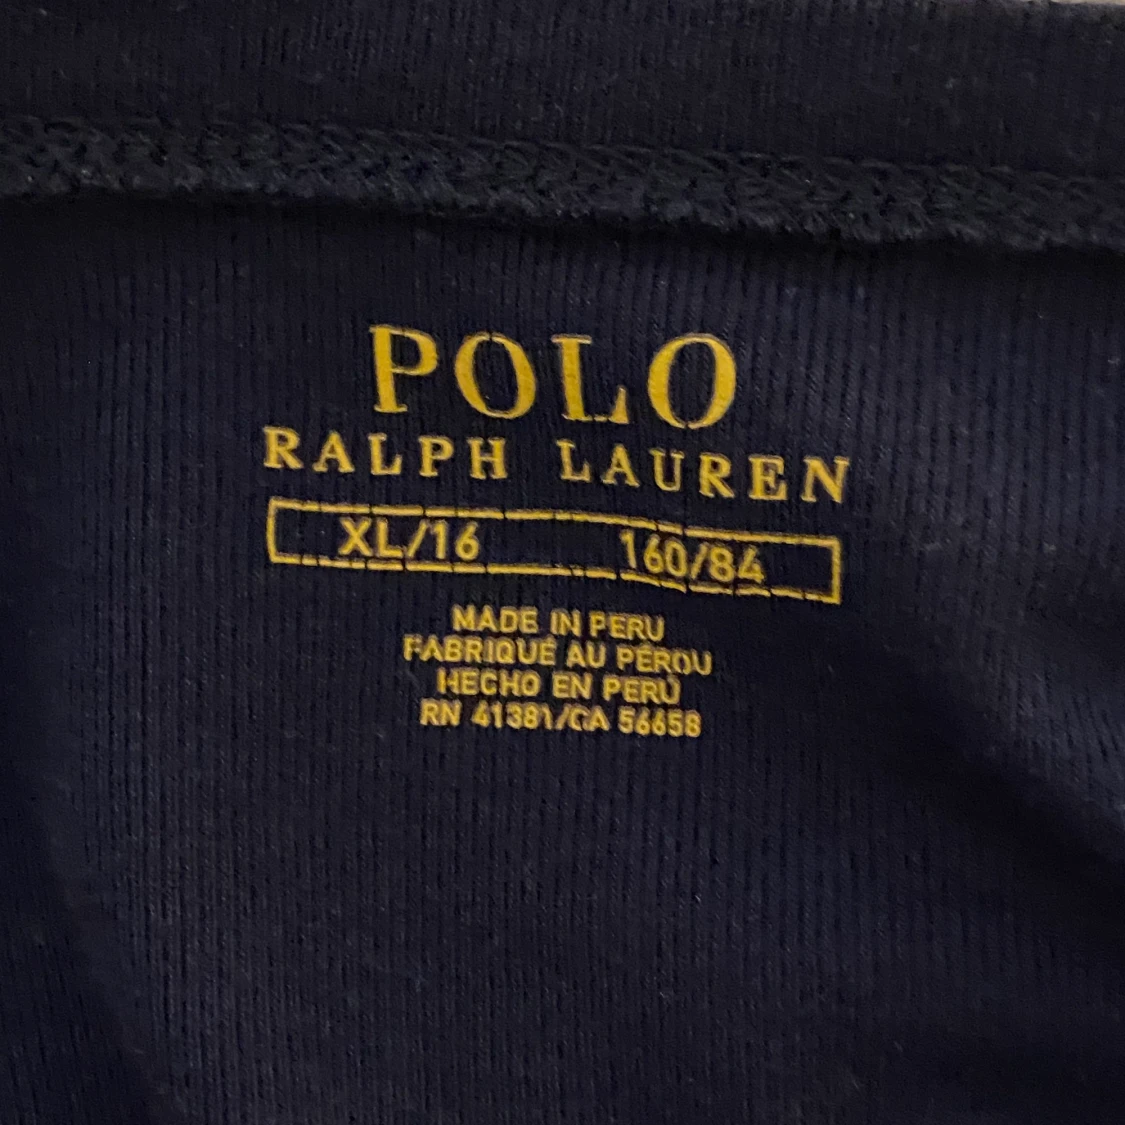 POLO
RALPH LAUREN
XL/16 160/84
MADE IN PERU
FABRIQUÉ AU PÉROU
HECHO EN PERÚ
RN 41381/CA 56658